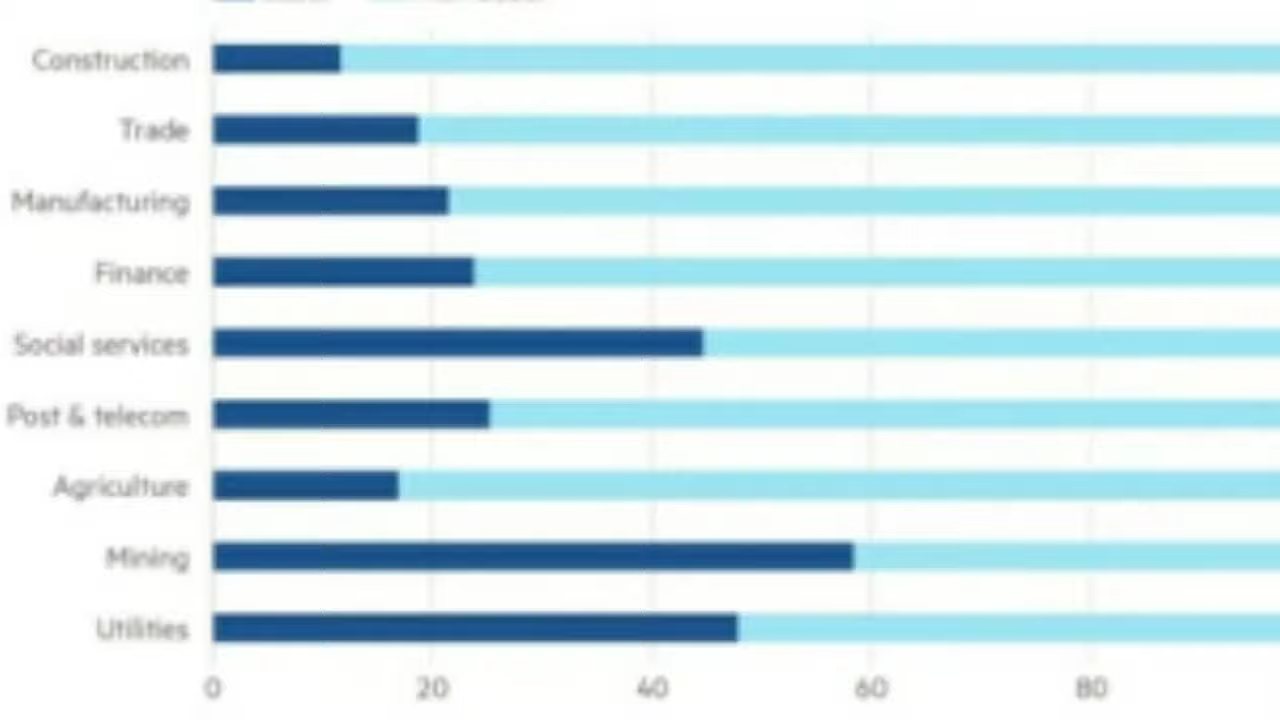 Construction
Trade
Manufacturing
Finance
Social services
Post & telecom
Agriculture
Mining
Utilities
0 20 40 60 80